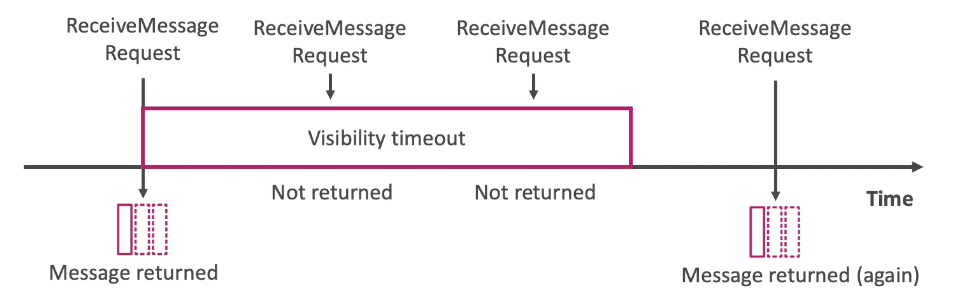 ReceiveMessage
Request
ReceiveMessage
Request
ReceiveMessage
Request
ReceiveMessage
Request
Visibility timeout
Not returned
Not returned
Time
Message returned
Message returned (again)